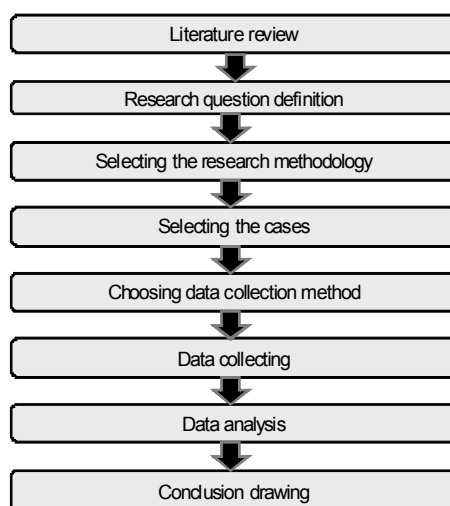 Literature review
Research question definition
Selecting the research methodology
Selecting the cases
Choosing data collection method
Data collecting
Data analysis
Conclusion drawing